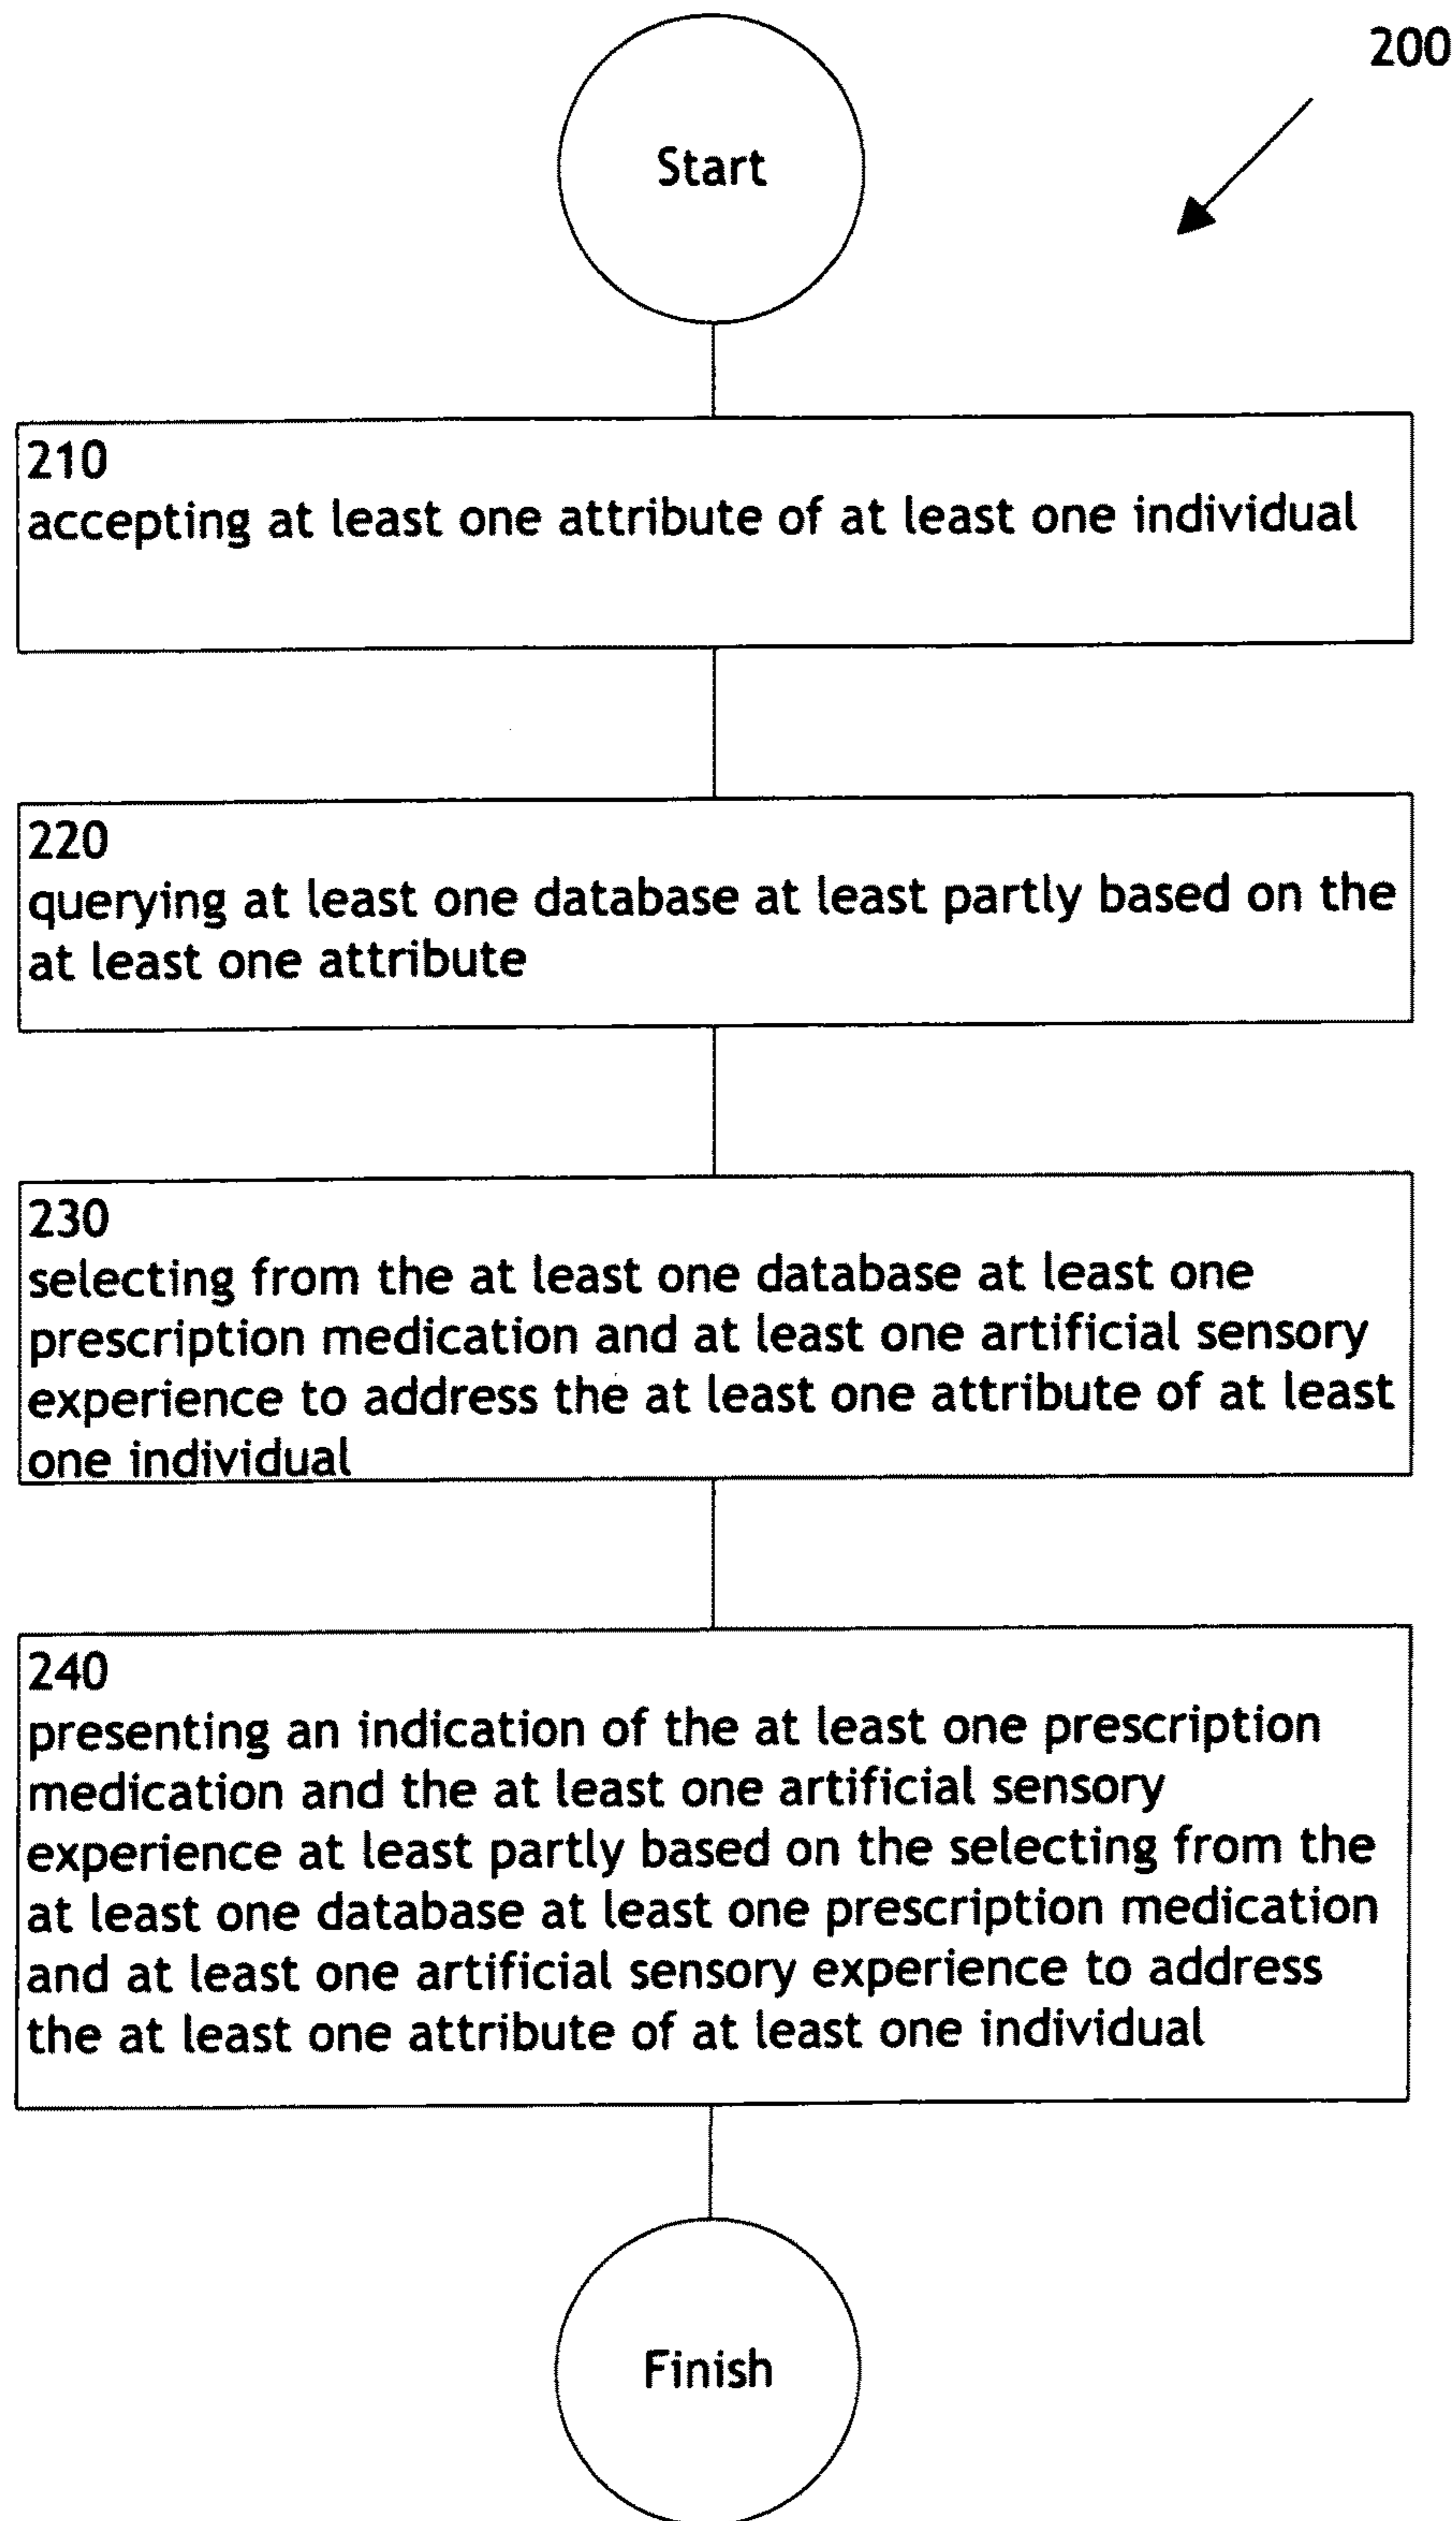 200
Start
210
accepting at least one attribute of at least one individual
220
querying at least one database at least partly based on the
at least one attribute
230
selecting from the at least one database at least one
prescription medication and at least one artificial sensory
experience to address the at least one attribute of at least
one individual
240
presenting an indication of the at least one prescription
medication and the at least one artificial sensory
experience at least partly based on the selecting from the
at least one database at least one prescription medication
and at least one artificial sensory experience to address
the at least one attribute of at least one individual
Finish